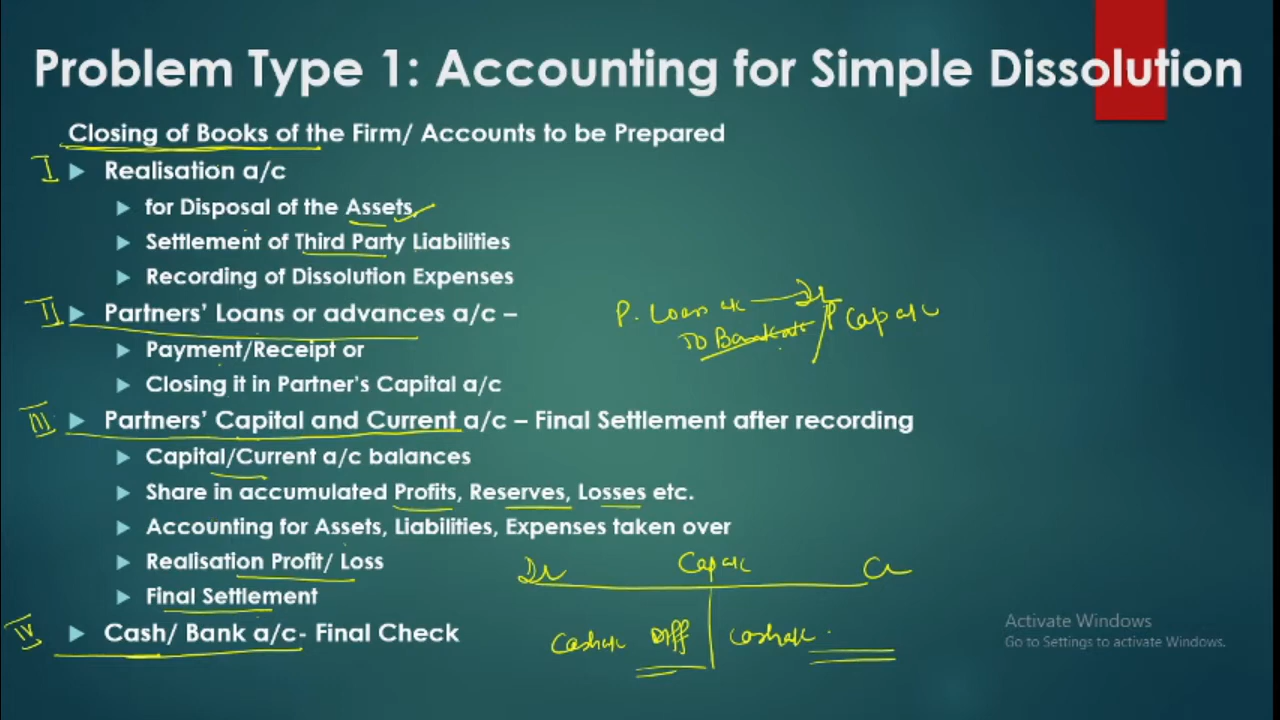 Problem Type 1: Accounting for Simple Dissolution
Closing of Books of the Firm/ Accounts to be Prepared
I ▶ Realisation a/c
▶ for Disposal of the Assets
▶ Settlement of Third Party Liabilities
▶ Recording of Dissolution Expenses
II ▶ Partners' Loans or advances a/c –
P. Loan a/c Dr
To Bank a/c / P Cap a/c
▶ Payment/Receipt or
▶ Closing it in Partner's Capital a/c
III ▶ Partners' Capital and Current a/c – Final Settlement after recording
▶ Capital/Current a/c balances
▶ Share in accumulated Profits, Reserves, Losses etc.
▶ Accounting for Assets, Liabilities, Expenses taken over
▶ Realisation Profit/ Loss
Dr Cap a/c Cr
▶ Final Settlement
IV ▶ Cash/ Bank a/c- Final Check
Cash a/c Diff Cash a/c
Activate Windows
Go to Settings to activate Windows.